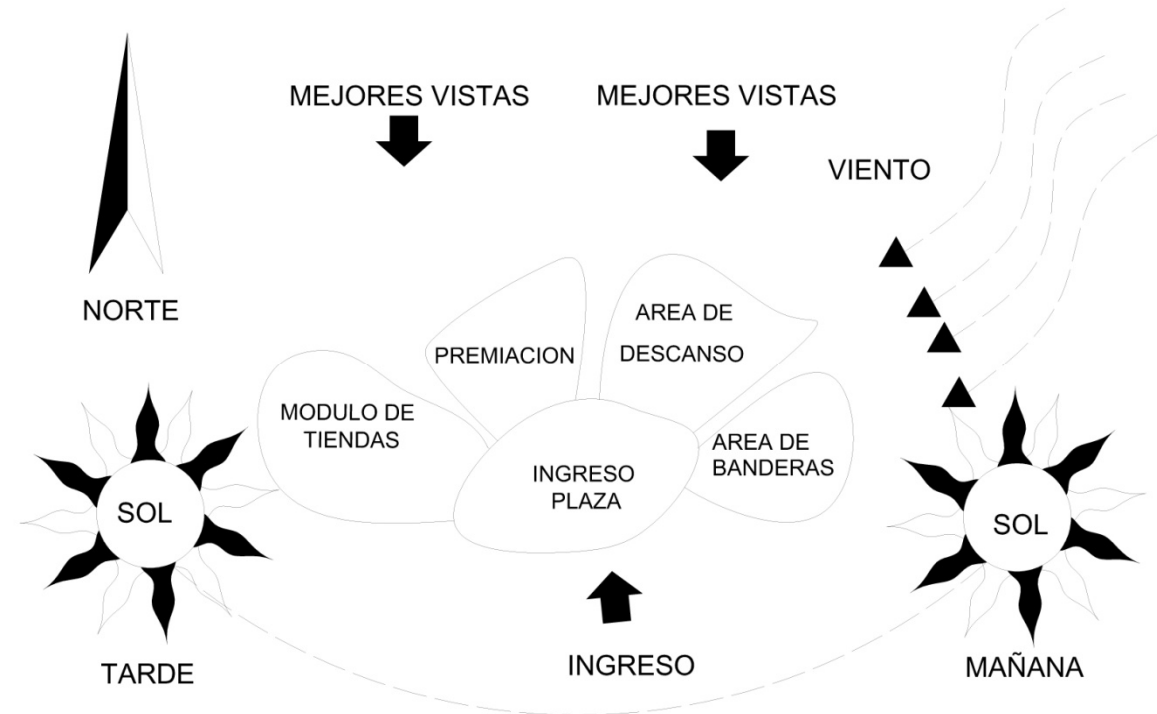 MEJORES VISTAS
MEJORES VISTAS
VIENTO
NORTE
AREA DE
DESCANSO
PREMIACION
MODULO DE
TIENDAS
AREA DE
BANDERAS
INGRESO
PLAZA
SOL
SOL
INGRESO
TARDE
MAÑANA